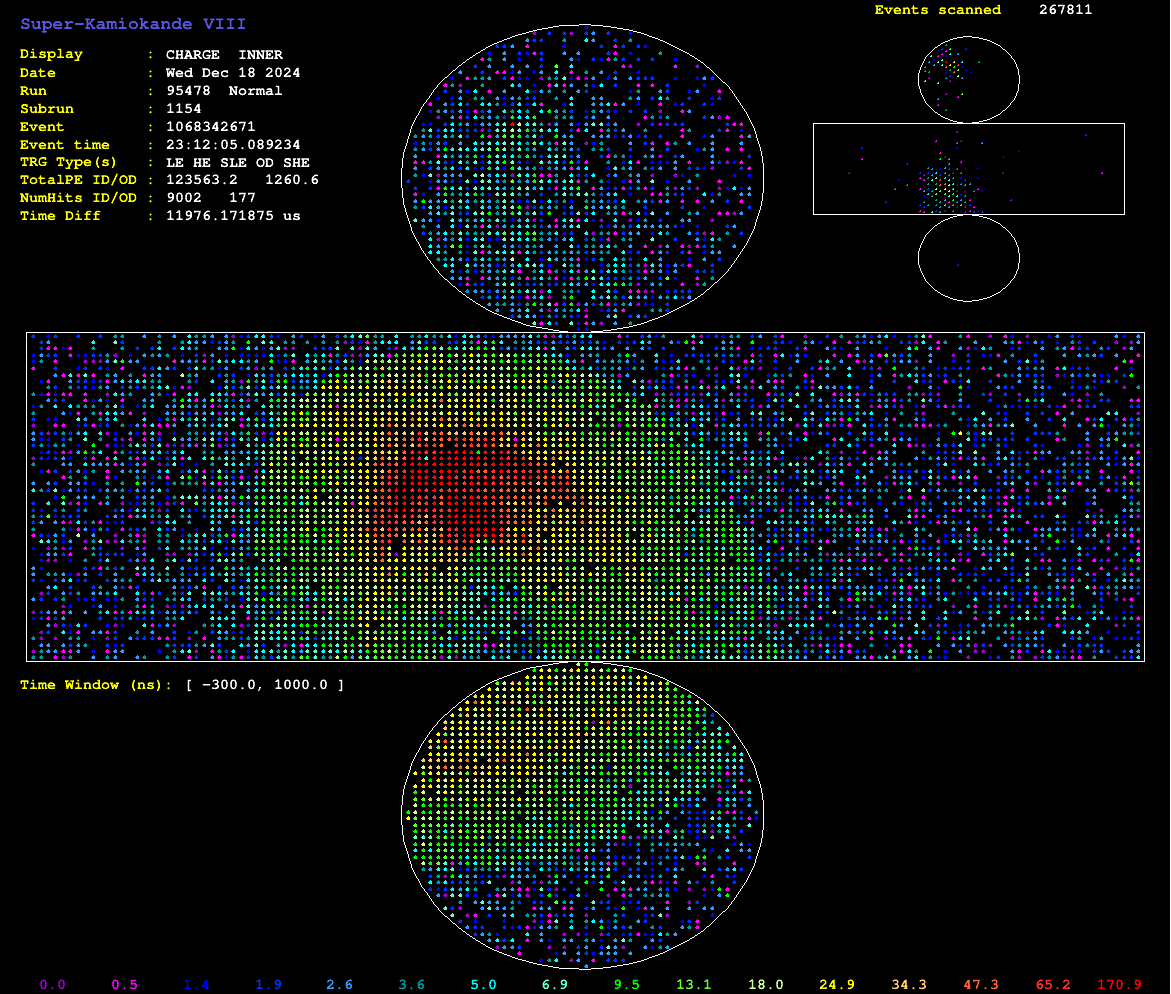 Super-Kamiokande VIII
Events scanned 267811
Display : CHARGE INNER
Date : Wed Dec 18 2024
Run : 95478 Normal
Subrun : 1154
Event : 1068342671
Event time : 23:12:05.089234
TRG Type(s) : LE HE SLE OD SHE
TotalPE ID/OD : 123563.2 1260.6
NumHits ID/OD : 9002 177
Time Diff : 11976.171875 us
Time Window (ns): [ −300.0, 1000.0 ]
0.0 0.5 1.4 1.9 2.6 3.6 5.0 6.9 9.5 13.1 18.0 24.9 34.3 47.3 65.2 170.9